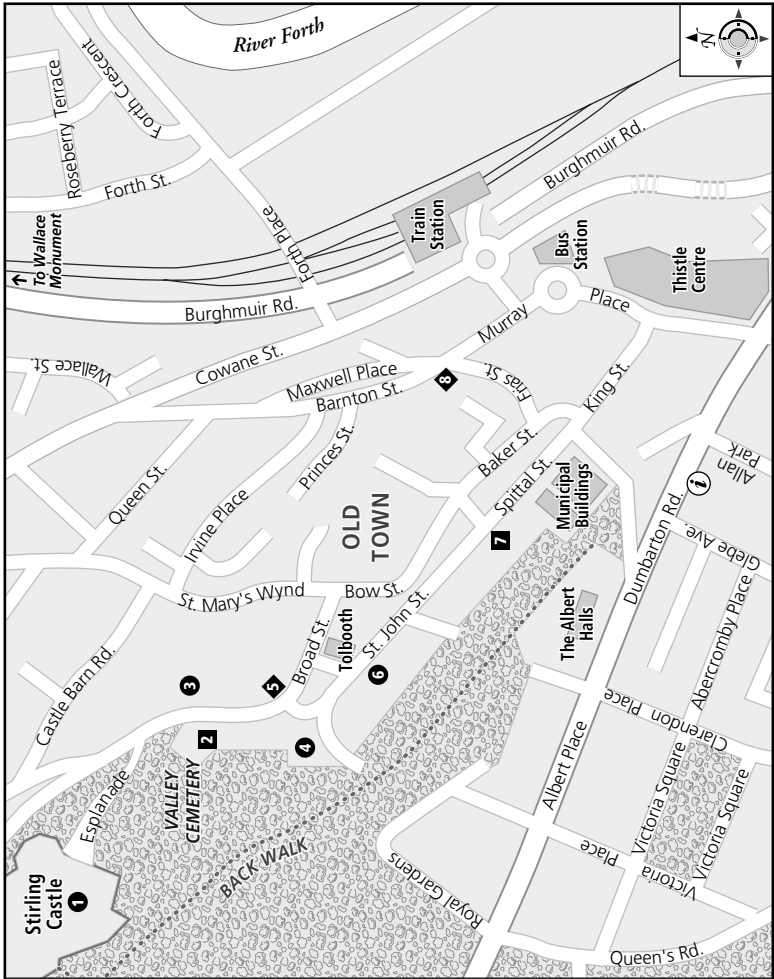 River Forth
N
Roseberry Terrace
Forth Crescent
Forth St.
To Wallace
Monument
Forth Place
Train
Station
Burghmuir Rd.
Burghmuir Rd.
Bus
Station
Thistle
Centre
Wallace St.
Cowane St.
Maxwell Place
Barnton St.
Murray
Place
8
Frias St.
King St.
Queen St.
Princes St.
Irvine Place
OLD
TOWN
Baker St.
Spittal St.
Municipal
Buildings
7
Allan
Park
i
Dumbarton Rd.
Glebe Ave.
St. Mary's Wynd
Bow St.
Broad St.
Tolbooth
St. John St.
6
The Albert
Halls
Abercromby Place
Castle Barn Rd.
3
5
4
2
VALLEY
CEMETERY
Esplanade
Clarendon Place
Albert Place
Victoria Square
Victoria Square
Victoria Place
BACK WALK
Royal Gardens
Queen's Rd.
Stirling
Castle
1